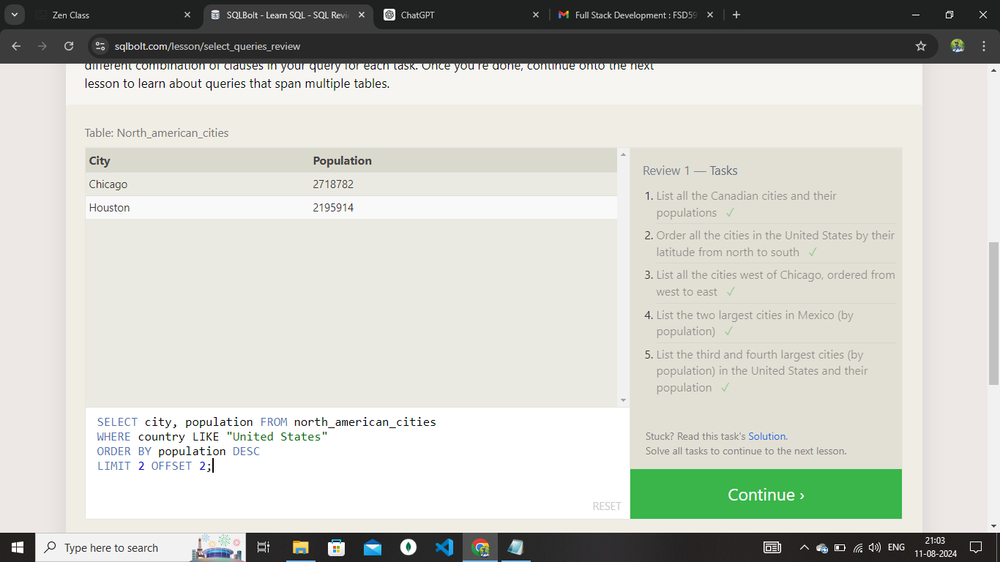 Zen Class
SQLBolt - Learn SQL - SQL Revi
ChatGPT
Full Stack Development : FSD59
sqlbolt.com/lesson/select_queries_review
different combination of clauses in your query for each task. Once you're done, continue onto the next
lesson to learn about queries that span multiple tables.
Table: North_american_cities
City Population
Chicago 2718782
Houston 2195914
SELECT city, population FROM north_american_cities
WHERE country LIKE "United States"
ORDER BY population DESC
LIMIT 2 OFFSET 2;
RESET
Review 1 — Tasks
1. List all the Canadian cities and their
populations ✓
2. Order all the cities in the United States by their
latitude from north to south ✓
3. List all the cities west of Chicago, ordered from
west to east ✓
4. List the two largest cities in Mexico (by
population) ✓
5. List the third and fourth largest cities (by
population) in the United States and their
population ✓
Stuck? Read this task's Solution.
Solve all tasks to continue to the next lesson.
Continue ›
Type here to search
ENG
21:03
11-08-2024